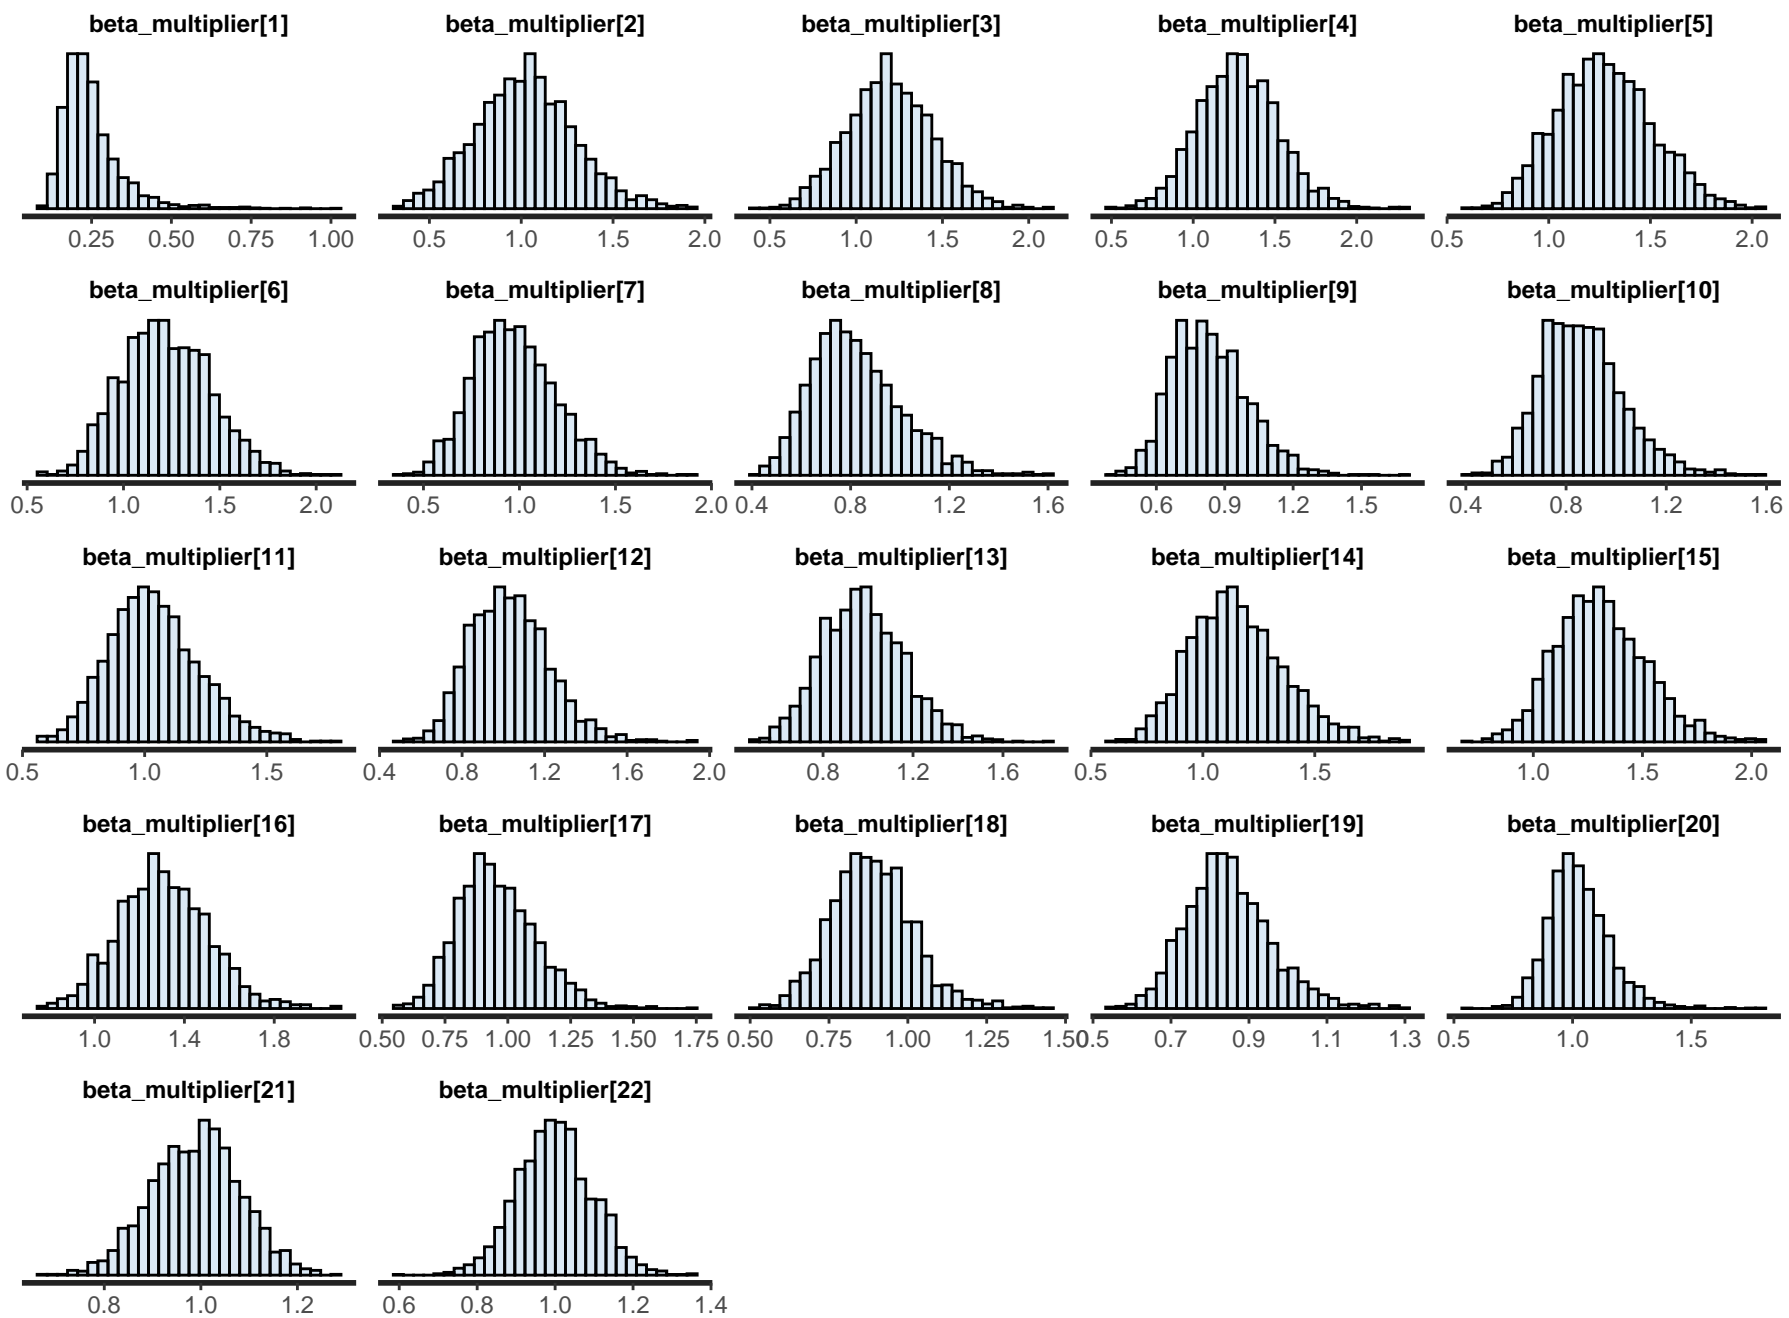 beta_multiplier[1] beta_multiplier[2] beta_multiplier[3] beta_multiplier[4] beta_multiplier[5]
0.25 0.50 0.75 1.00 0.5 1.0 1.5 2.0 0.5 1.0 1.5 2.0 0.5 1.0 1.5 2.0 0.5 1.0 1.5 2.0
beta_multiplier[6] beta_multiplier[7] beta_multiplier[8] beta_multiplier[9] beta_multiplier[10]
0.5 1.0 1.5 2.0 0.5 1.0 1.5 2.0 0.4 0.8 1.2 1.6 0.6 0.9 1.2 1.5 0.4 0.8 1.2 1.6
beta_multiplier[11] beta_multiplier[12] beta_multiplier[13] beta_multiplier[14] beta_multiplier[15]
0.5 1.0 1.5 0.4 0.8 1.2 1.6 2.0 0.8 1.2 1.6 0.5 1.0 1.5 1.0 1.5 2.0
beta_multiplier[16] beta_multiplier[17] beta_multiplier[18] beta_multiplier[19] beta_multiplier[20]
1.0 1.4 1.8 0.50 0.75 1.00 1.25 1.50 1.75 0.50 0.75 1.00 1.25 1.50 0.5 0.7 0.9 1.1 1.3 0.5 1.0 1.5
beta_multiplier[21] beta_multiplier[22]
0.8 1.0 1.2 0.6 0.8 1.0 1.2 1.4